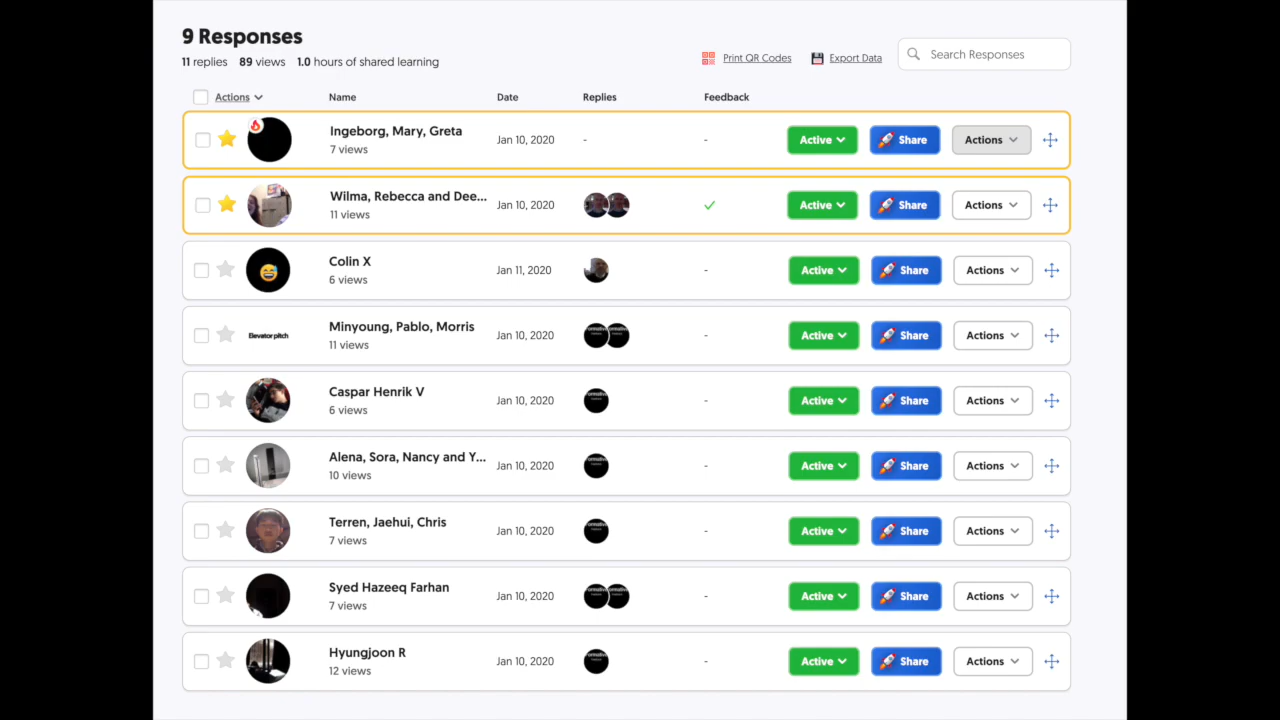 9 Responses
11 replies 89 views 1.0 hours of shared learning
Print QR Codes Export Data Search Responses
Actions Name Date Replies Feedback
Ingeborg, Mary, Greta
7 views
Jan 10, 2020 - - Active Share Actions
Wilma, Rebecca and Dee...
11 views
Jan 10, 2020 Active Share Actions
Colin X
6 views
Jan 11, 2020 - Active Share Actions
Elevator pitch
Minyoung, Pablo, Morris
11 views
Jan 10, 2020 - Active Share Actions
Caspar Henrik V
6 views
Jan 10, 2020 - Active Share Actions
Alena, Sora, Nancy and Y...
10 views
Jan 10, 2020 - Active Share Actions
Terren, Jaehui, Chris
7 views
Jan 10, 2020 - Active Share Actions
Syed Hazeeq Farhan
7 views
Jan 10, 2020 - Active Share Actions
Hyungjoon R
12 views
Jan 10, 2020 - Active Share Actions